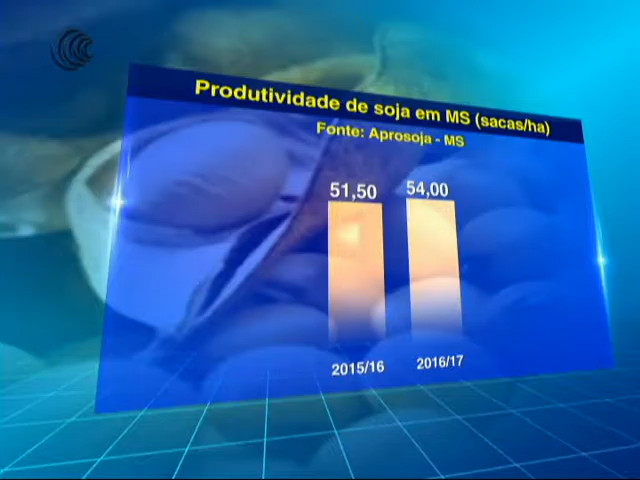 Produtividade de soja em MS (sacas/ha)
Fonte: Aprosoja - MS
51,50 54,00
2015/16 2016/17